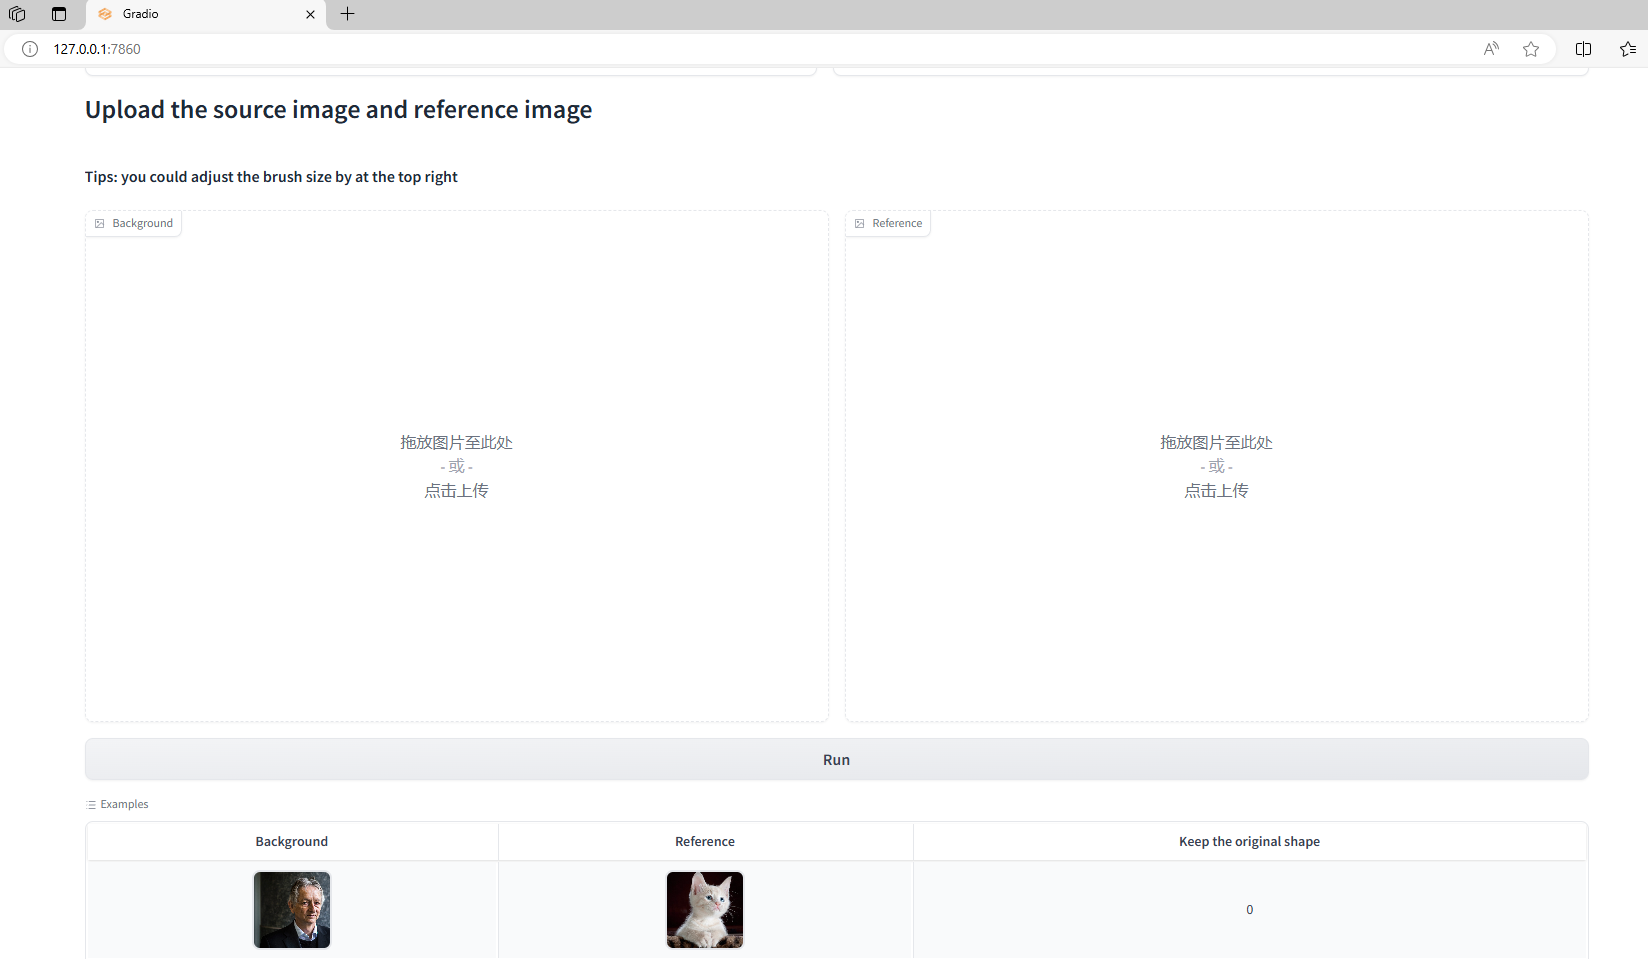 Gradio
127.0.0.1:7860
Upload the source image and reference image
Tips: you could adjust the brush size by at the top right
Background
Reference
拖放图片至此处
- 或 -
点击上传
拖放图片至此处
- 或 -
点击上传
Run
Examples
Background
Reference
Keep the original shape
0